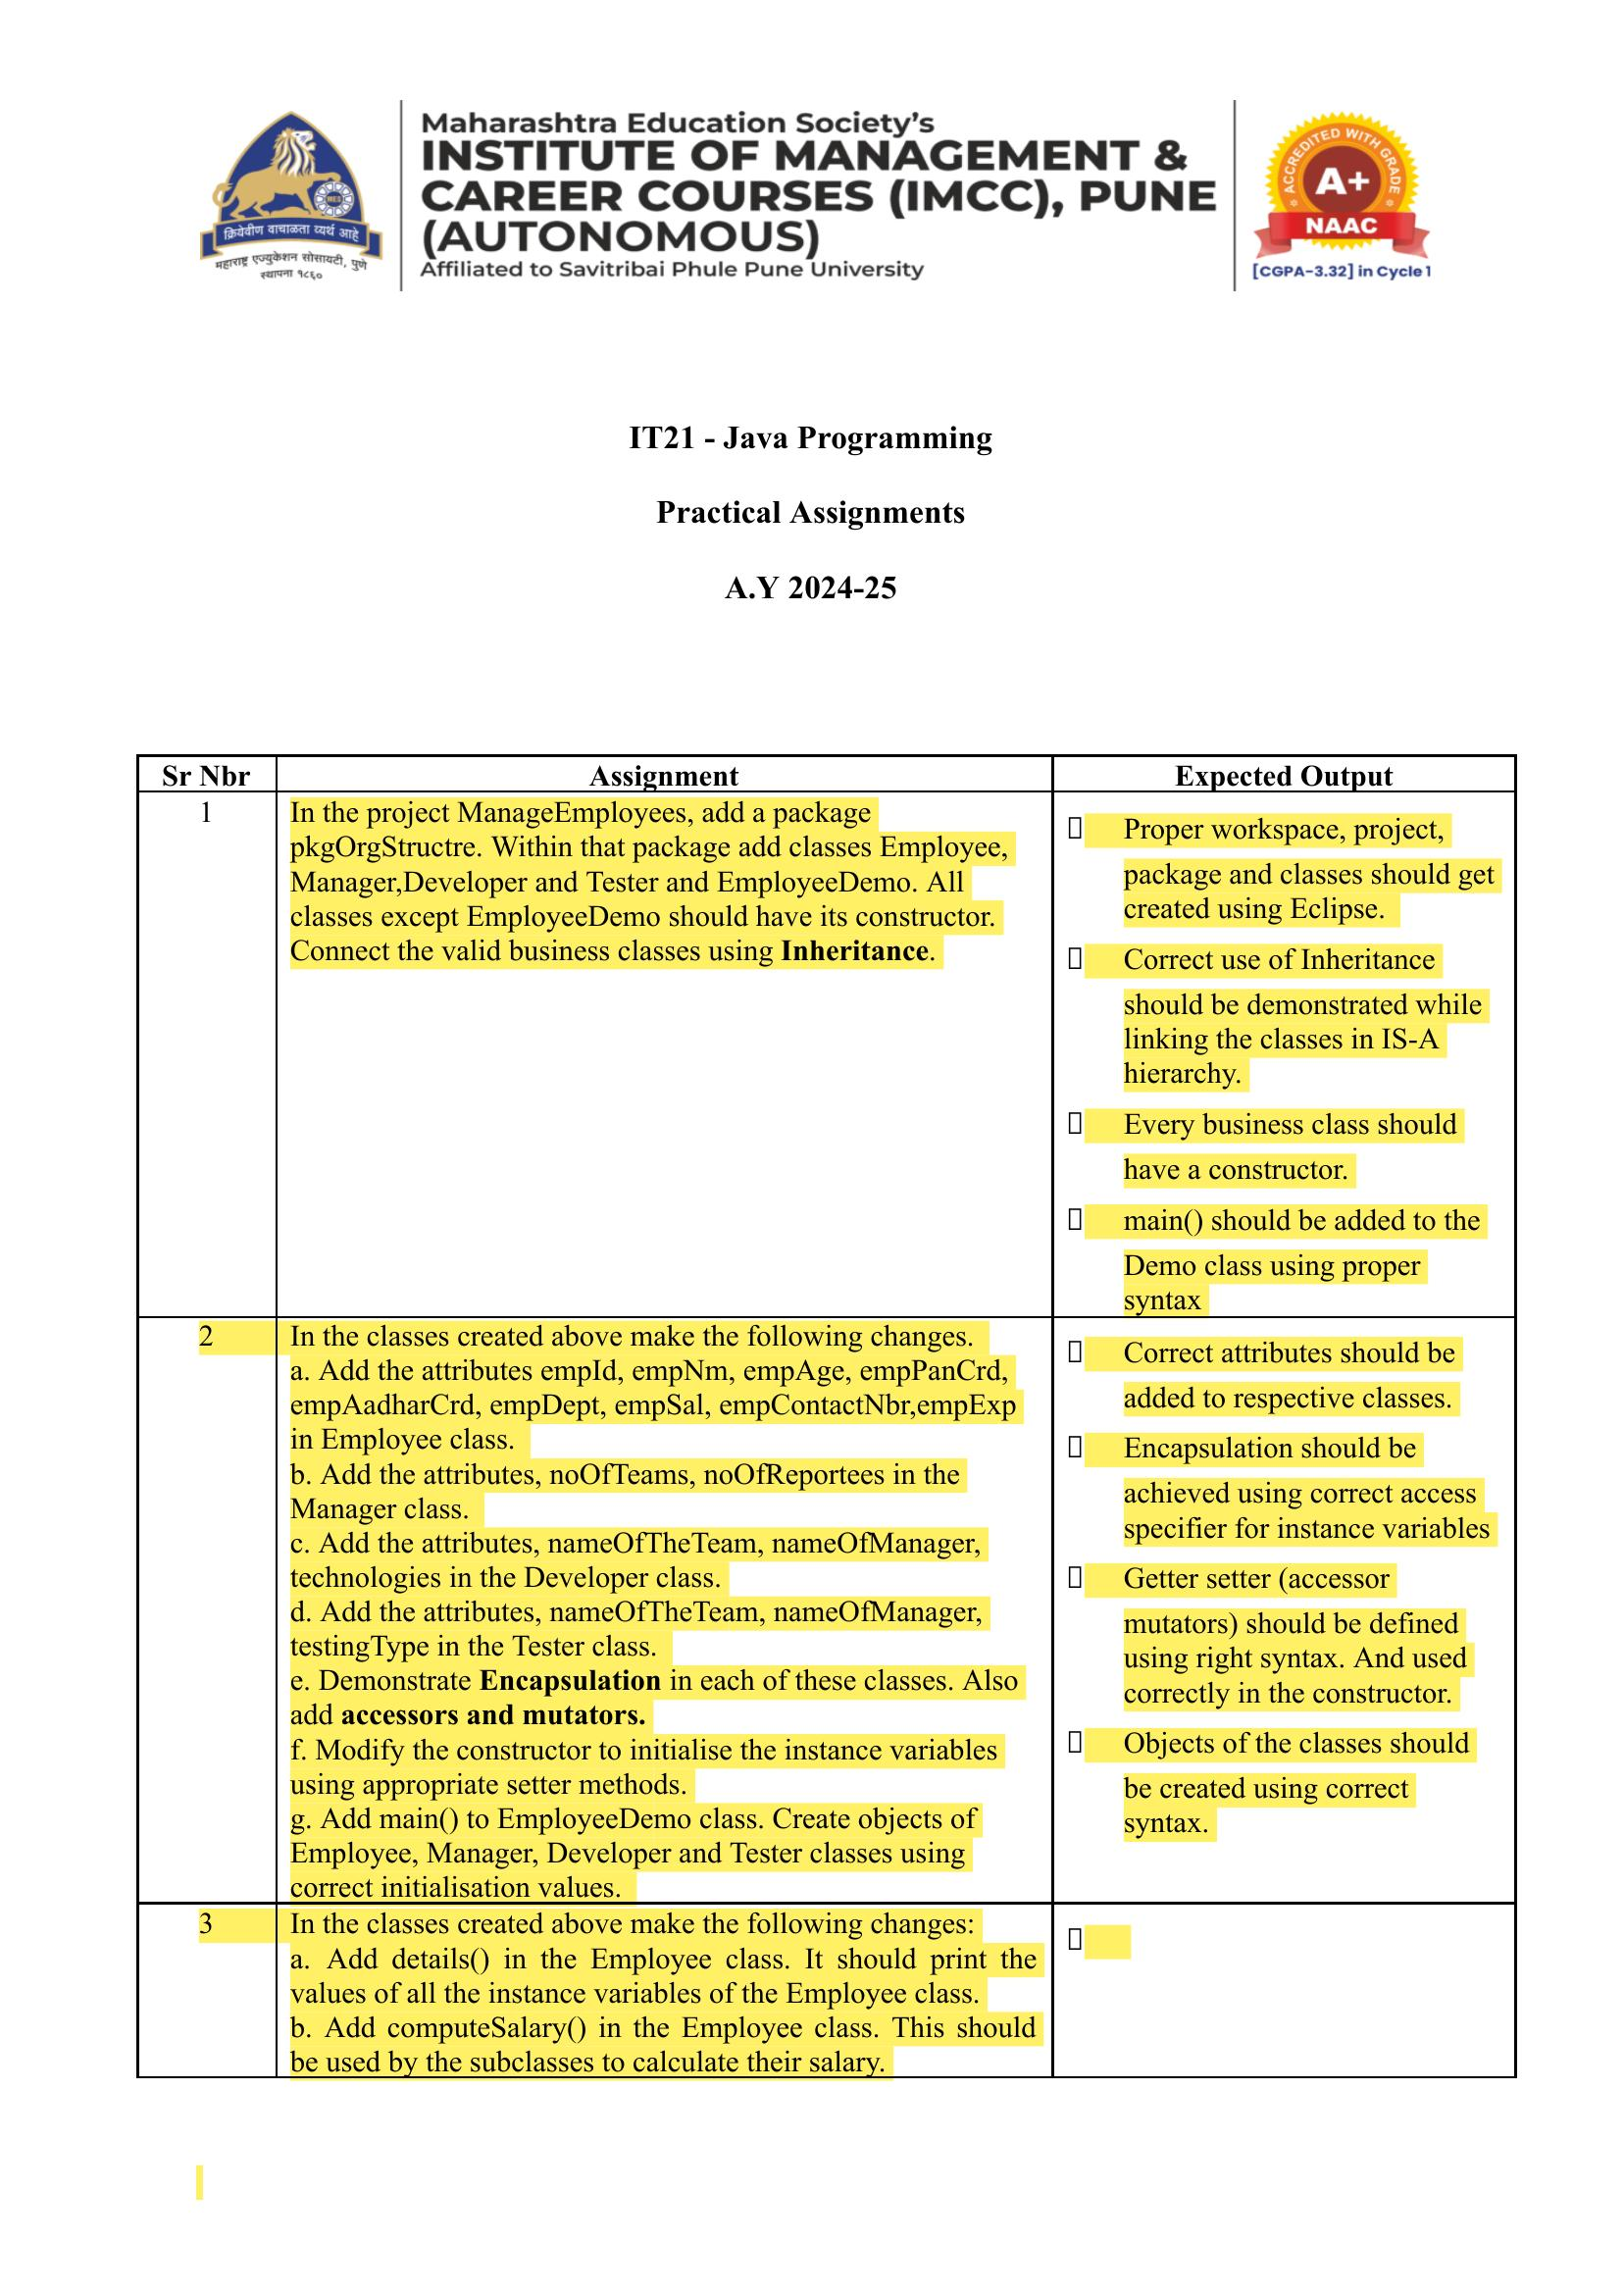 Maharashtra Education Society's
INSTITUTE OF MANAGEMENT &
CAREER COURSES (IMCC), PUNE
(AUTONOMOUS)
Affiliated to Savitribai Phule Pune University
MES
क्रियेवीण वाचाळता व्यर्थ आहे
महाराष्ट्र एज्युकेशन सोसायटी, पुणे
स्थापना १८६०
ACCREDITED WITH GRADE
A+
NAAC
[CGPA-3.32] in Cycle 1
IT21 - Java Programming
Practical Assignments
A.Y 2024-25
Sr Nbr
Assignment
Expected Output
1
In the project ManageEmployees, add a package
pkgOrgStructre. Within that package add classes Employee,
Manager,Developer and Tester and EmployeeDemo. All
classes except EmployeeDemo should have its constructor.
Connect the valid business classes using Inheritance.
Proper workspace, project,
package and classes should get
created using Eclipse.
Correct use of Inheritance
should be demonstrated while
linking the classes in IS-A
hierarchy.
Every business class should
have a constructor.
main() should be added to the
Demo class using proper
syntax
2
In the classes created above make the following changes.
a. Add the attributes empId, empNm, empAge, empPanCrd,
empAadharCrd, empDept, empSal, empContactNbr,empExp
in Employee class.
b. Add the attributes, noOfTeams, noOfReportees in the
Manager class.
c. Add the attributes, nameOfTheTeam, nameOfManager,
technologies in the Developer class.
d. Add the attributes, nameOfTheTeam, nameOfManager,
testingType in the Tester class.
e. Demonstrate Encapsulation in each of these classes. Also
add accessors and mutators.
f. Modify the constructor to initialise the instance variables
using appropriate setter methods.
g. Add main() to EmployeeDemo class. Create objects of
Employee, Manager, Developer and Tester classes using
correct initialisation values.
Correct attributes should be
added to respective classes.
Encapsulation should be
achieved using correct access
specifier for instance variables
Getter setter (accessor
mutators) should be defined
using right syntax. And used
correctly in the constructor.
Objects of the classes should
be created using correct
syntax.
3
In the classes created above make the following changes:
a. Add details() in the Employee class. It should print the
values of all the instance variables of the Employee class.
b. Add computeSalary() in the Employee class. This should
be used by the subclasses to calculate their salary.